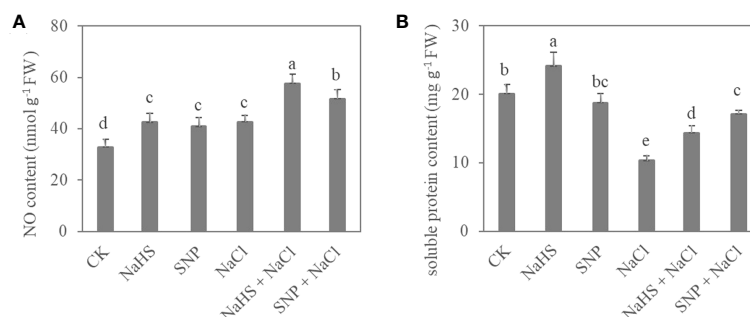 A
NO content (nmol g⁻¹ FW)
80
60
40
20
0
d
c
c
c
a
b
CK
NaHS
SNP
NaCl
NaHS + NaCl
SNP + NaCl
B
soluble protein content (mg g⁻¹ FW)
30
20
10
0
b
a
bc
e
d
c
CK
NaHS
SNP
NaCl
NaHS + NaCl
SNP + NaCl